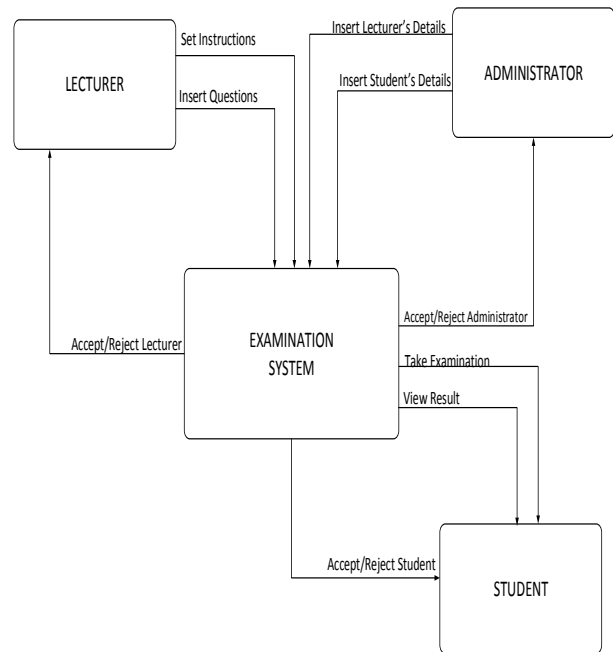 Set Instructions
Insert Lecturer's Details
LECTURER
ADMINISTRATOR
Insert Questions
Insert Student's Details
Accept/Reject Lecturer
EXAMINATION
SYSTEM
Accept/Reject Administrator
Take Examination
View Result
Accept/Reject Student
STUDENT